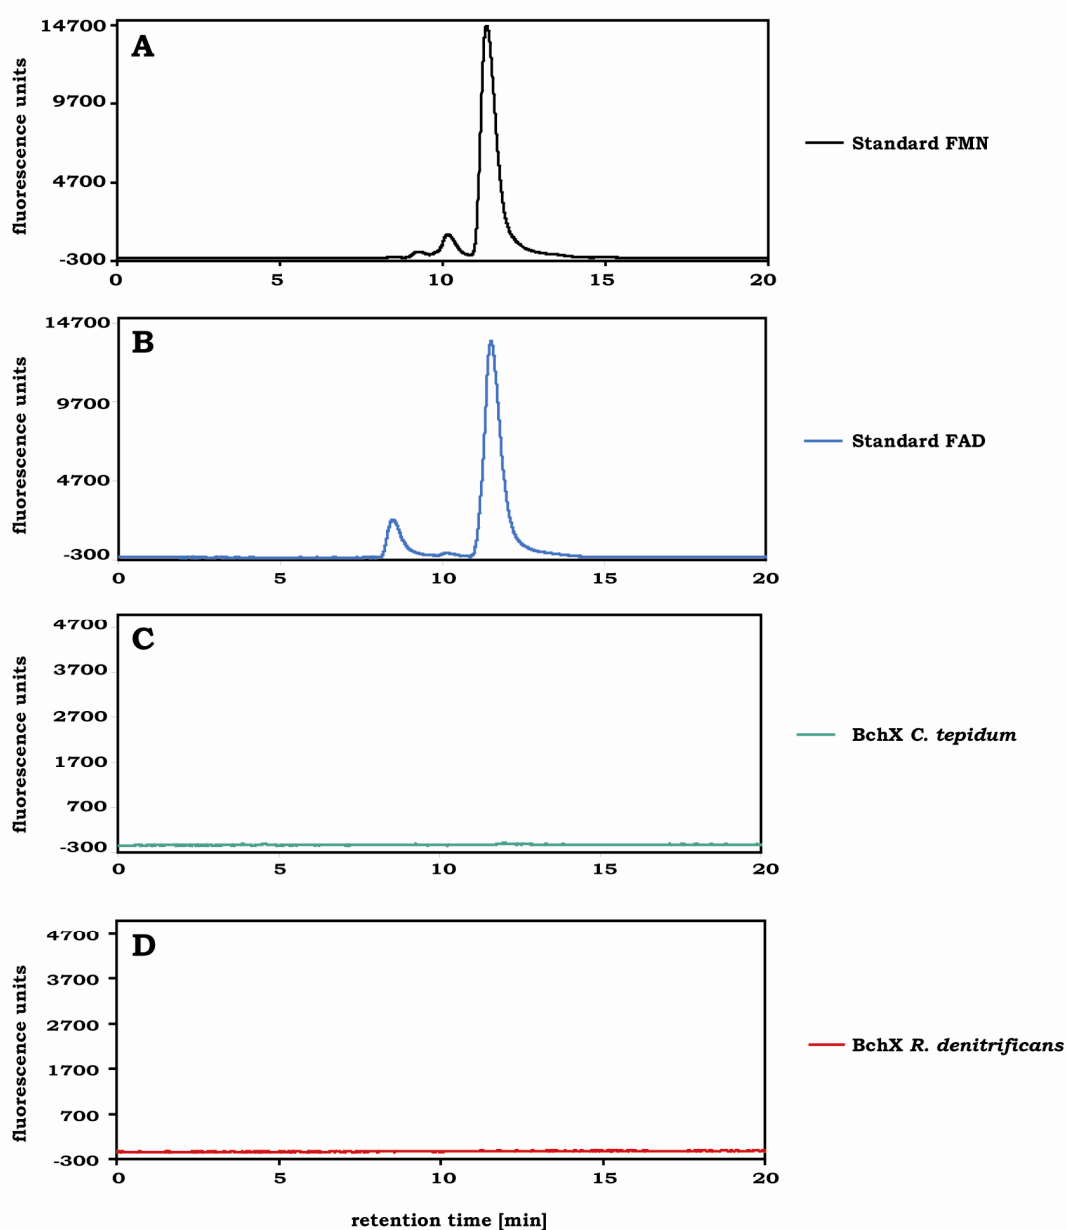 A
fluorescence units
14700
9700
4700
-300
0 5 10 15 20
Standard FMN
B
fluorescence units
14700
9700
4700
-300
0 5 10 15 20
Standard FAD
C
fluorescence units
4700
3700
2700
1700
700
-300
0 5 10 15 20
BchX C. tepidum
D
fluorescence units
4700
3700
2700
1700
700
-300
0 5 10 15 20
BchX R. denitrificans
retention time [min]